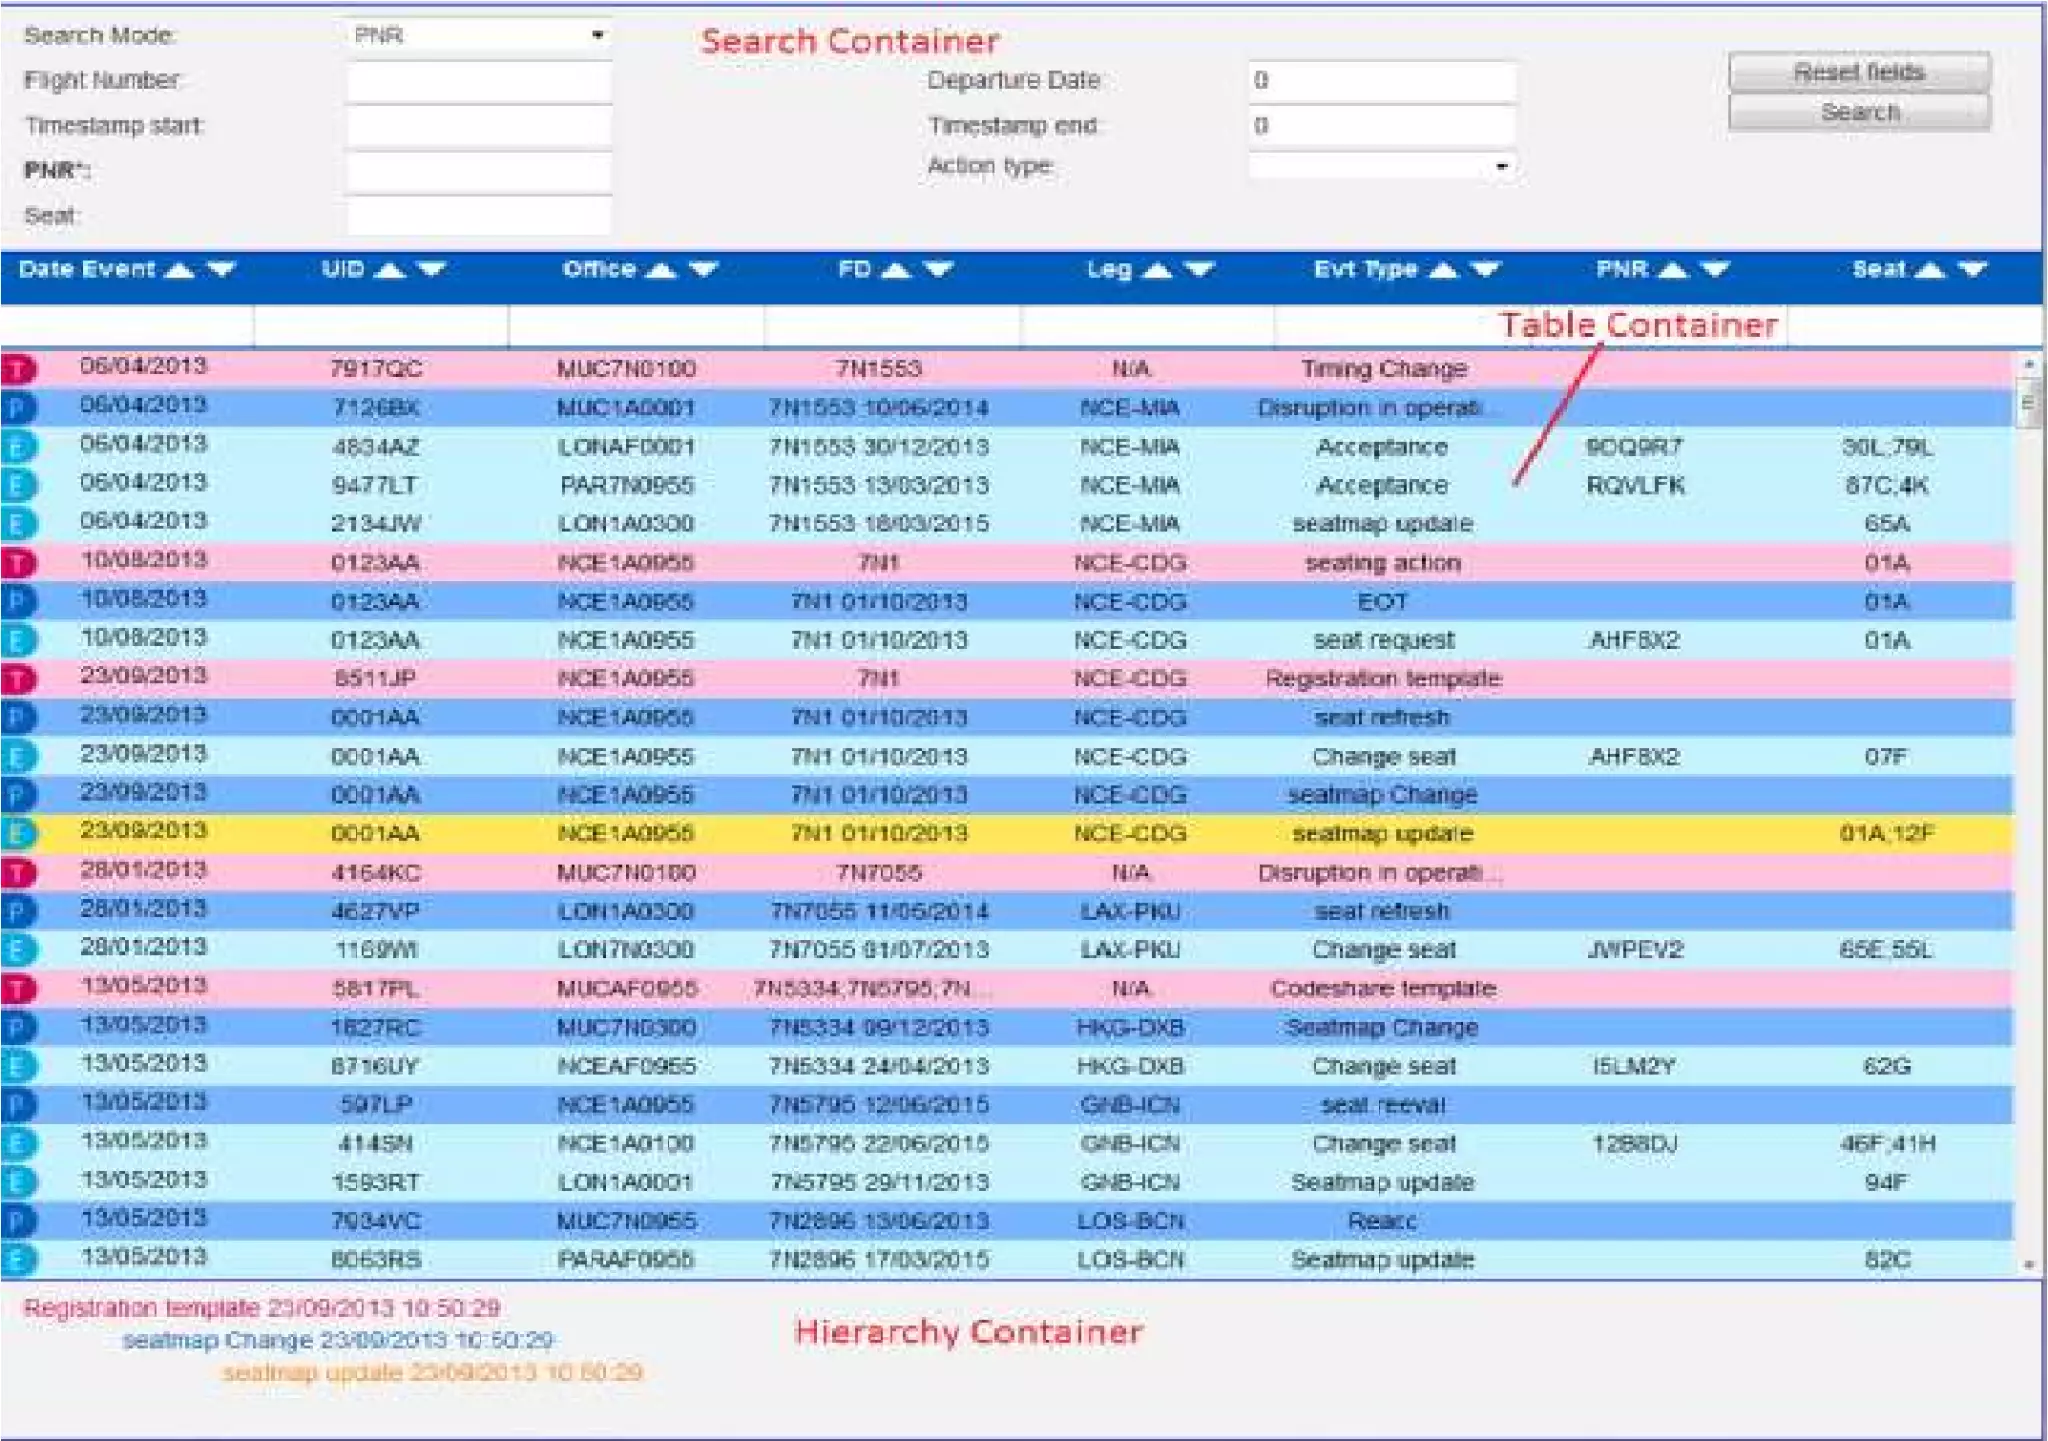 Search Mode: PNR Search Container
Flight Number Departure Date 0 Reset fields
Timestamp start Timestamp end 0 Search
PNR*: Action type
Seat:
Date Event UID Office FD Leg Evt Type PNR Seat
Table Container
T 06/04/2013 7917QC MUC7N0100 7N1553 N/A Timing Change
P 06/04/2013 7126BX MUC1A0001 7N1553 10/06/2014 NCE-MIA Disruption in operati...
E 06/04/2013 4834AZ LONAF0001 7N1553 30/12/2013 NCE-MIA Acceptance 9DQ9R7 30L;79L
E 06/04/2013 9477LT PAR7N0955 7N1553 13/03/2013 NCE-MIA Acceptance RQVLFK 87C;4K
E 06/04/2013 2134JW LON1A0300 7N1553 18/03/2015 NCE-MIA seatmap update 65A
T 10/08/2013 0123AA NCE1A0955 7N1 NCE-CDG seating action 01A
P 10/08/2013 0123AA NCE1A0955 7N1 01/10/2013 NCE-CDG EOT 01A
E 10/08/2013 0123AA NCE1A0955 7N1 01/10/2013 NCE-CDG seat request AHF8X2 01A
T 23/09/2013 8511JP NCE1A0955 7N1 NCE-CDG Registration template
P 23/09/2013 0001AA NCE1A0955 7N1 01/10/2013 NCE-CDG seat refresh
E 23/09/2013 0001AA NCE1A0955 7N1 01/10/2013 NCE-CDG Change seat AHF8X2 07F
P 23/09/2013 0001AA NCE1A0955 7N1 01/10/2013 NCE-CDG seatmap Change
E 23/09/2013 0001AA NCE1A0955 7N1 01/10/2013 NCE-CDG seatmap update 01A;12F
T 28/01/2013 4164KC MUC7N0100 7N7055 N/A Disruption in operati...
P 28/01/2013 4627VP LON1A0300 7N7055 11/05/2014 LAX-PKU seat refresh
E 28/01/2013 1169WI LON7N0300 7N7055 01/07/2013 LAX-PKU Change seat JWPEV2 65E;55L
T 13/05/2013 5817PL MUCAF0955 7N5334;7N5795;7N... N/A Codeshare template
P 13/05/2013 1827RC MUC7N0300 7N5334 09/12/2013 HKG-DXB Seatmap Change
E 13/05/2013 8716UY NCEAF0955 7N5334 24/04/2013 HKG-DXB Change seat I5LM2Y 62G
P 13/05/2013 597LP NCE1A0955 7N5795 12/06/2015 GNB-ICN seat reeval
E 13/05/2013 414SN NCE1A0100 7N5795 22/06/2015 GNB-ICN Change seat 12B8DJ 46F;41H
E 13/05/2013 1593RT LON1A0001 7N5795 29/11/2013 GNB-ICN Seatmap update 94F
P 13/05/2013 7934VC MUC7N0955 7N2896 13/06/2013 LOS-BCN Reacc
E 13/05/2013 8063RS PARAF0955 7N2896 17/03/2015 LOS-BCN Seatmap update 82C
Registration template 23/09/2013 10:50:29
Hierarchy Container
seatmap Change 23/09/2013 10:50:29
seatmap update 23/09/2013 10:50:29